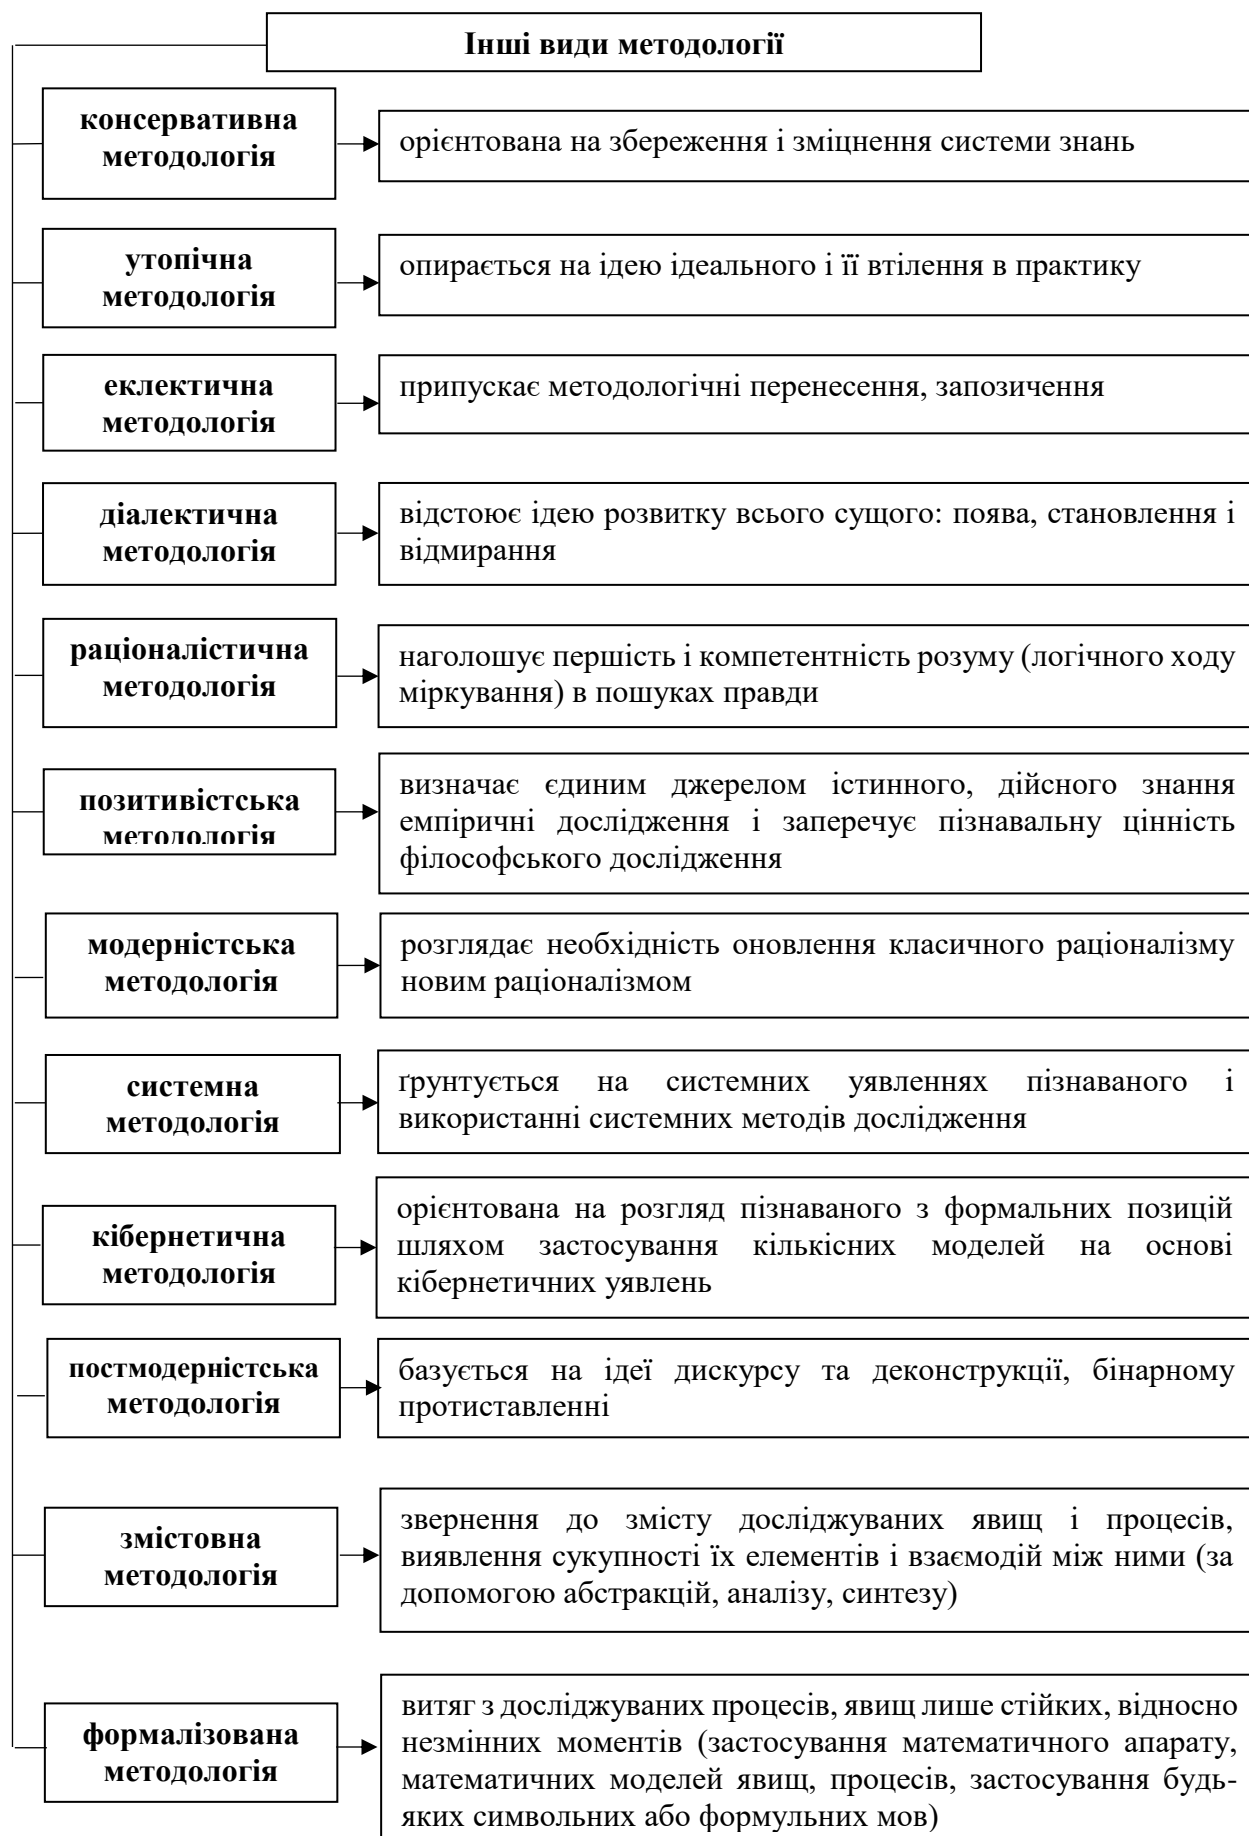 Інші види методології
консервативна
методологія
орієнтована на збереження і зміцнення системи знань
утопічна
методологія
опирається на ідею ідеального і її втілення в практику
еклектична
методологія
припускає методологічні перенесення, запозичення
діалектична
методологія
відстоює ідею розвитку всього сущого: поява, становлення і
відмирання
раціоналістична
методологія
наголошує першість і компетентність розуму (логічного ходу
міркування) в пошуках правди
позитивістська
методологія
визначає єдиним джерелом істинного, дійсного знання
емпіричні дослідження і заперечує пізнавальну цінність
філософського дослідження
модерністська
методологія
розглядає необхідність оновлення класичного раціоналізму
новим раціоналізмом
системна
методологія
ґрунтується на системних уявленнях пізнаваного і
використанні системних методів дослідження
кібернетична
методологія
орієнтована на розгляд пізнаваного з формальних позицій
шляхом застосування кількісних моделей на основі
кібернетичних уявлень
постмодерністська
методологія
базується на ідеї дискурсу та деконструкції, бінарному
протиставленні
змістовна
методологія
звернення до змісту досліджуваних явищ і процесів,
виявлення сукупності їх елементів і взаємодій між ними (за
допомогою абстракцій, аналізу, синтезу)
формалізована
методологія
витяг з досліджуваних процесів, явищ лише стійких, відносно
незмінних моментів (застосування математичного апарату,
математичних моделей явищ, процесів, застосування будь-
яких символьних або формульних мов)